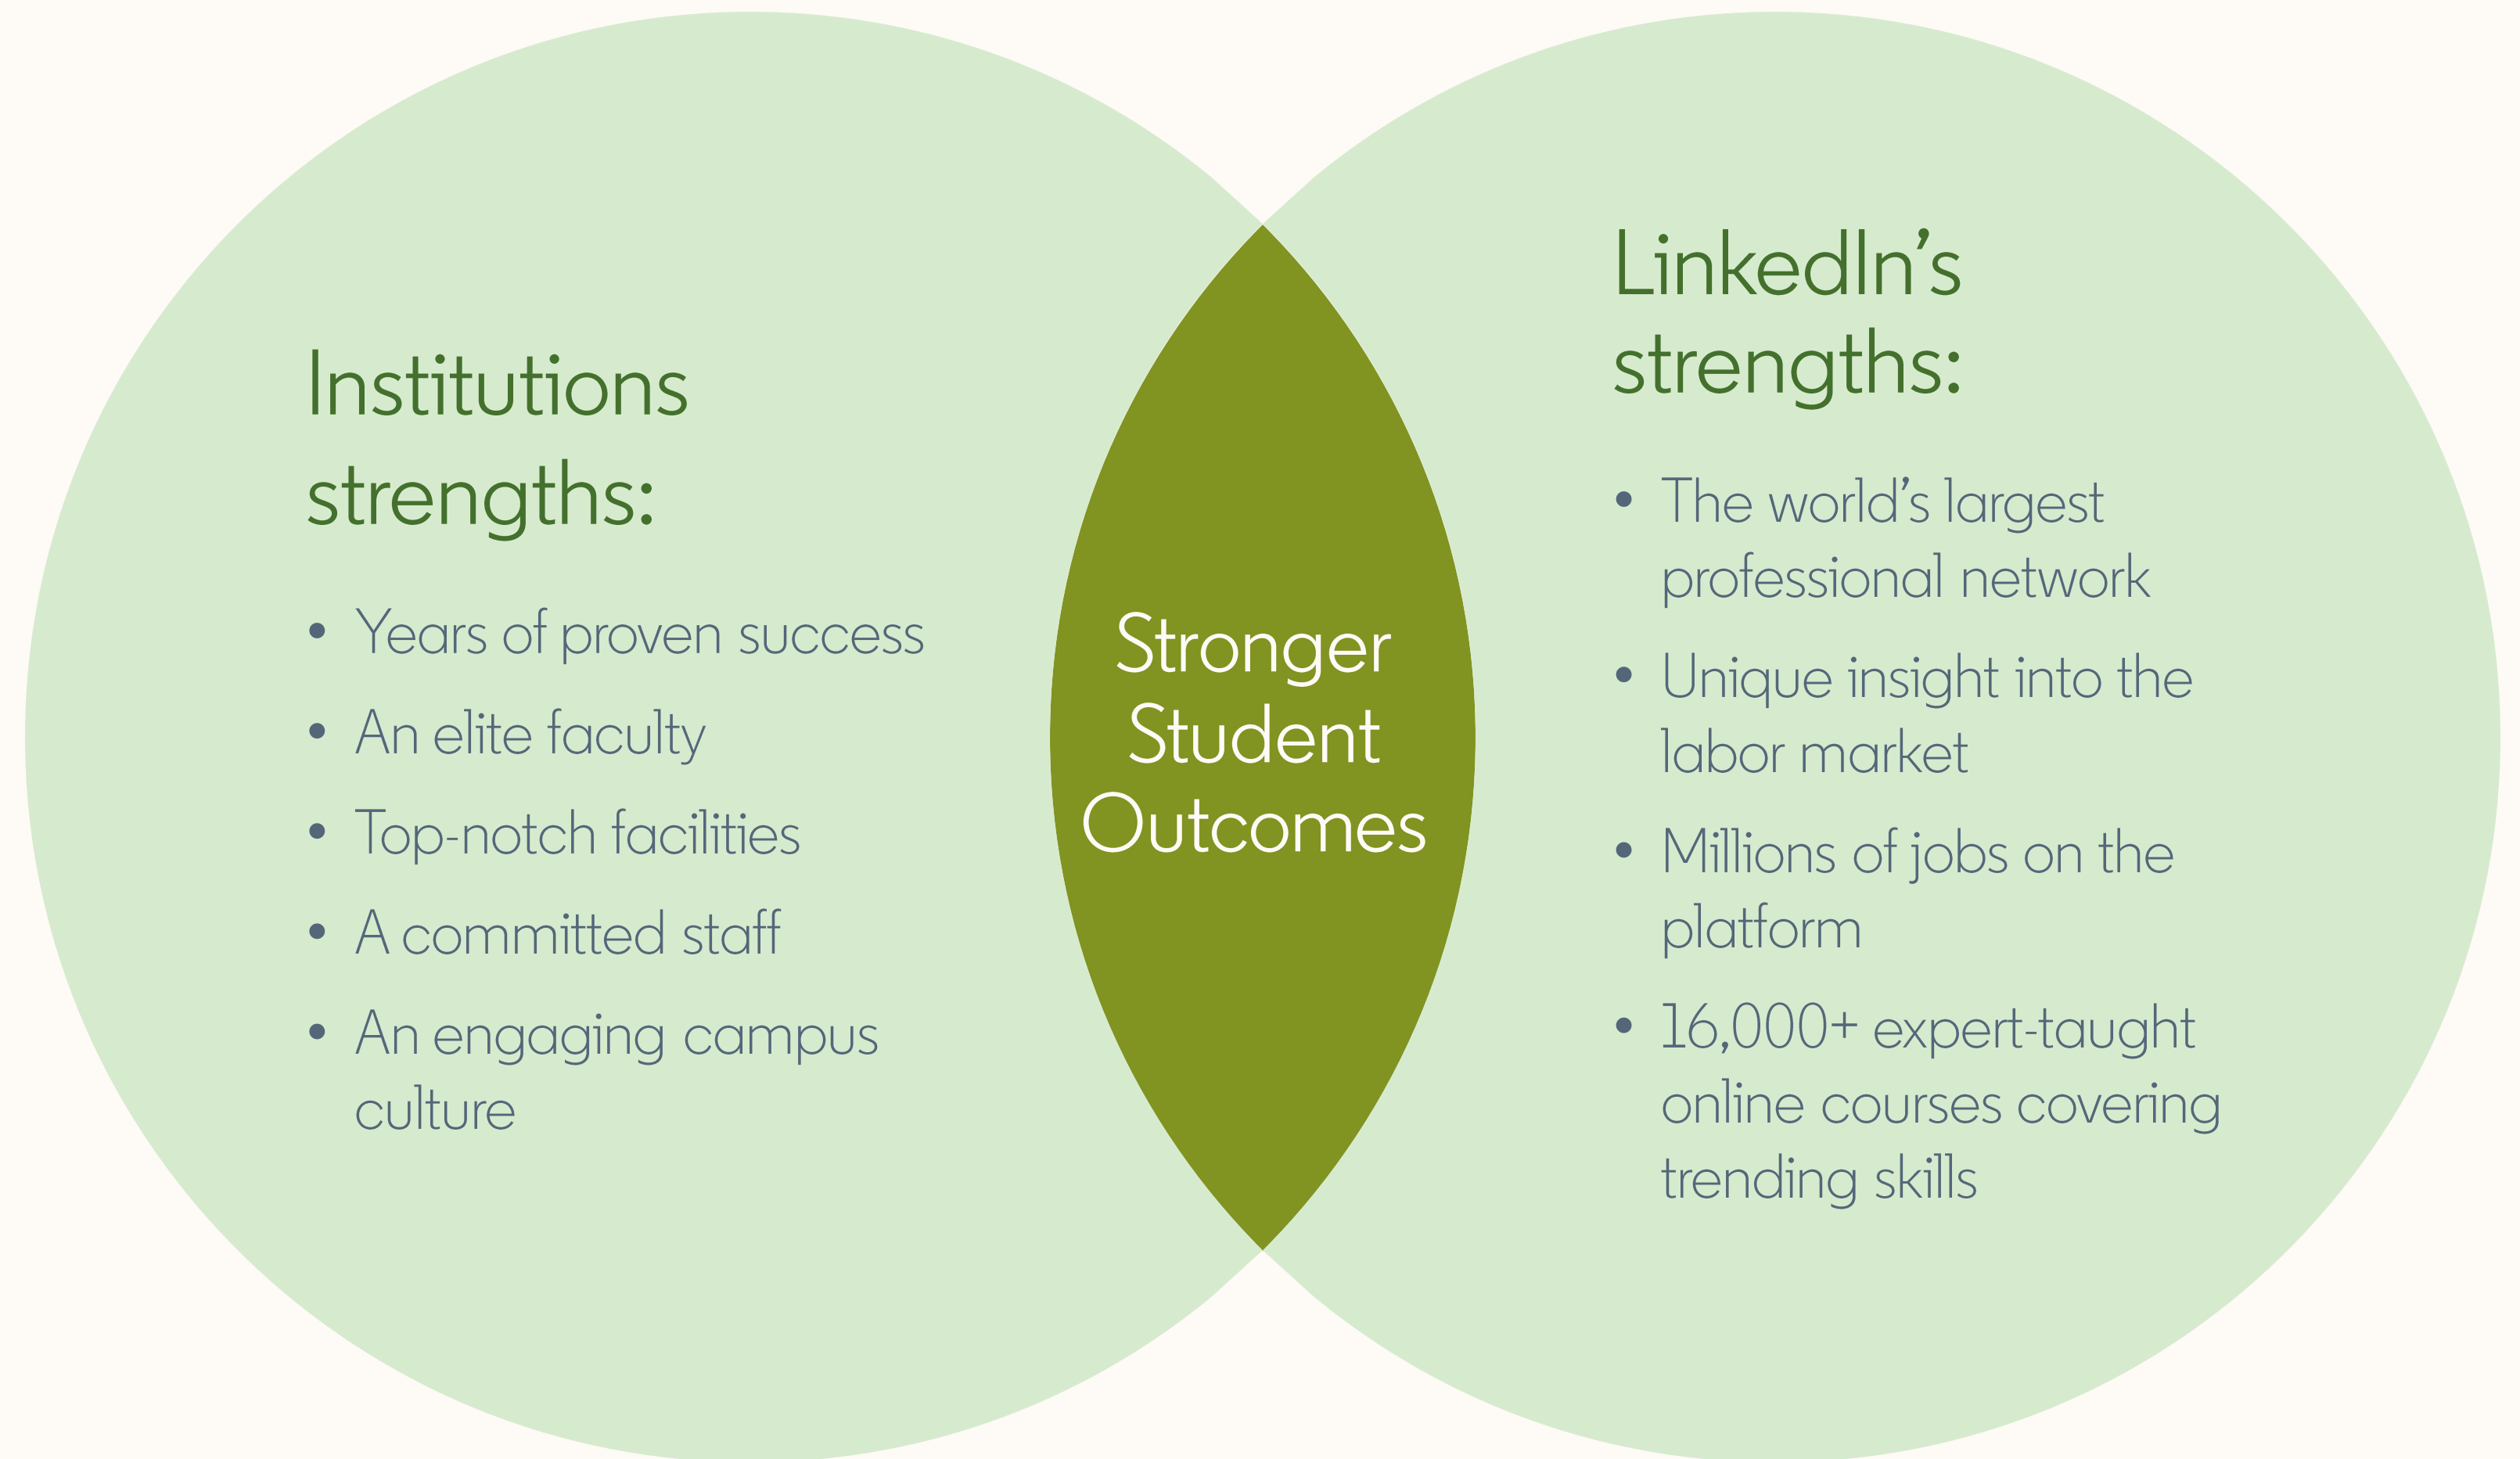 Institutions
strengths:
• Years of proven success
• An elite faculty
• Top-notch facilities
• A committed staff
• An engaging campus
culture
Stronger
Student
Outcomes
LinkedIn’s
strengths:
• The world’s largest
professional network
• Unique insight into the
labor market
• Millions of jobs on the
platform
• 16,000+ expert-taught
online courses covering
trending skills